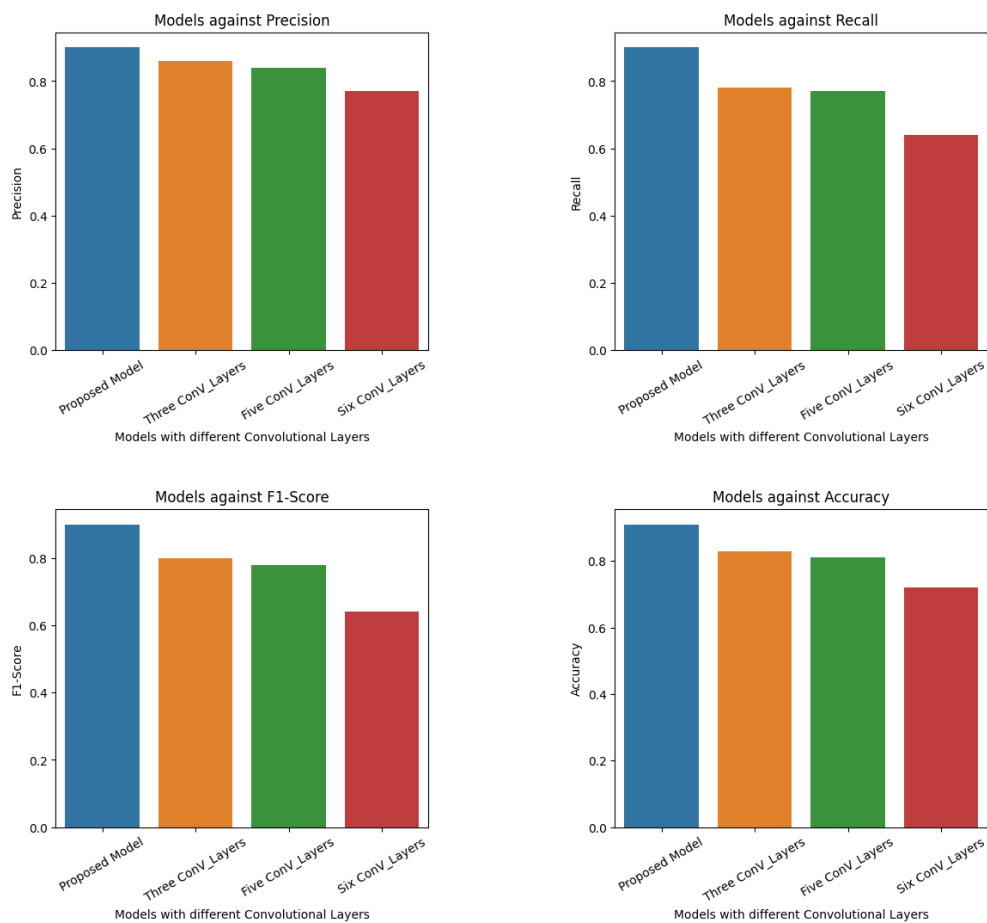 Models against Precision
Precision
0.8
0.6
0.4
0.2
0.0
Proposed Model
Three ConV_Layers
Five ConV_Layers
Six ConV_Layers
Models with different Convolutional Layers
Models against Recall
Recall
0.8
0.6
0.4
0.2
0.0
Proposed Model
Three ConV_Layers
Five ConV_Layers
Six ConV_Layers
Models with different Convolutional Layers
Models against F1-Score
F1-Score
0.8
0.6
0.4
0.2
0.0
Proposed Model
Three ConV_Layers
Five ConV_Layers
Six ConV_Layers
Models with different Convolutional Layers
Models against Accuracy
Accuracy
0.8
0.6
0.4
0.2
0.0
Proposed Model
Three ConV_Layers
Five ConV_Layers
Six ConV_Layers
Models with different Convolutional Layers